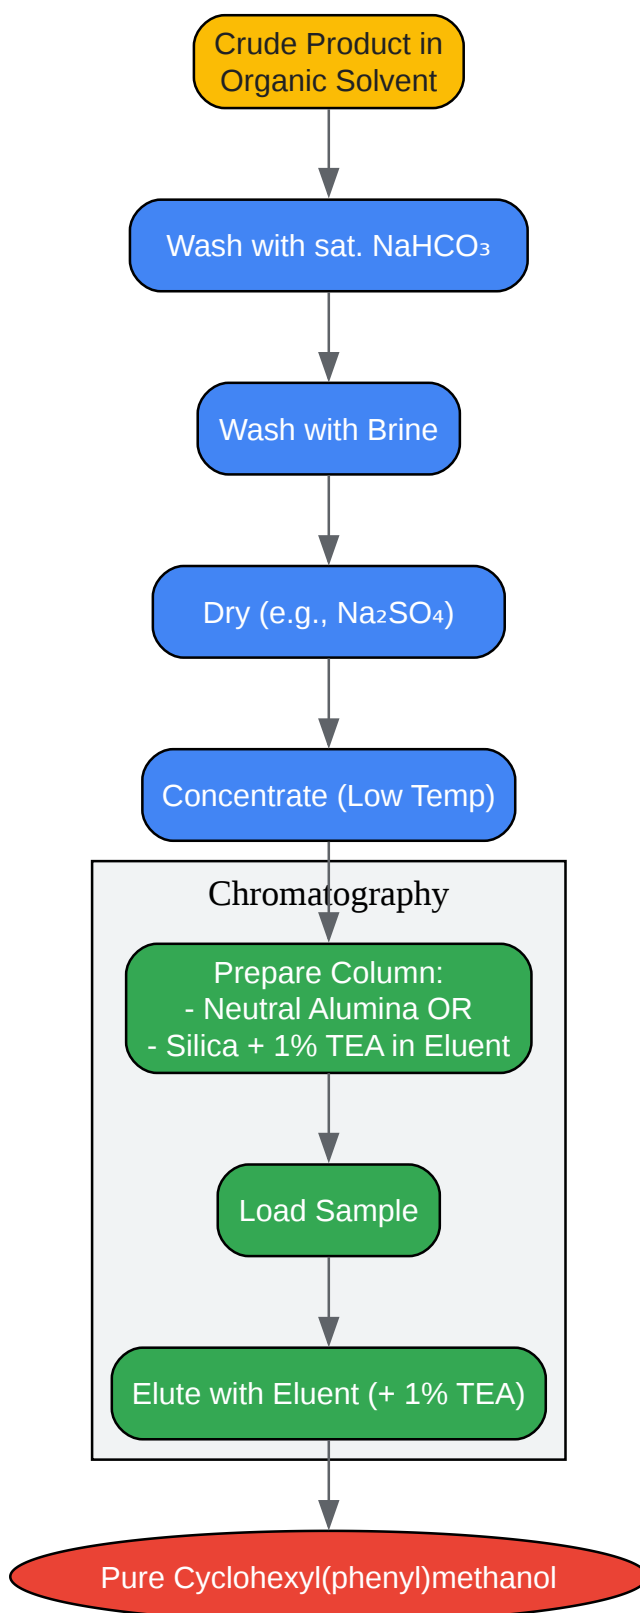 Crude Product in
Organic Solvent
Wash with sat. NaHCO₃
Wash with Brine
Dry (e.g., Na₂SO₄)
Concentrate (Low Temp)
Chromatography
Prepare Column:
- Neutral Alumina OR
- Silica + 1% TEA in Eluent
Load Sample
Elute with Eluent (+ 1% TEA)
Pure Cyclohexyl(phenyl)methanol